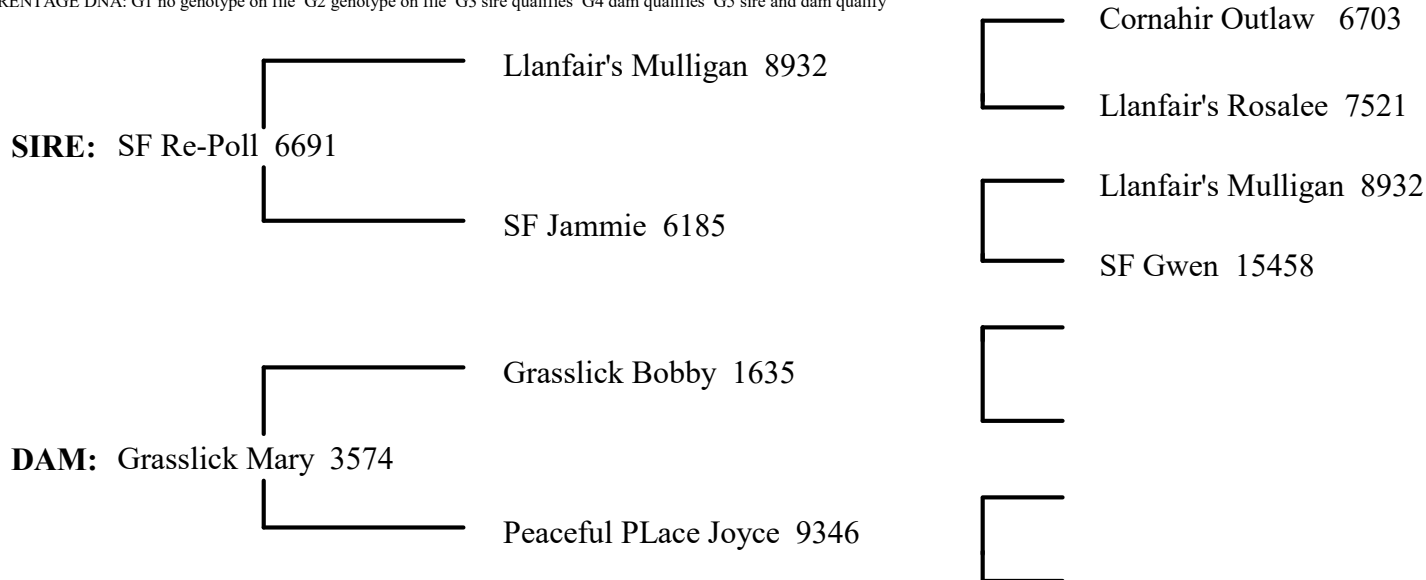 DNA: G1 no genotype on file G2 genotype on file G3 sire qualifies G4 dam qualifies G5 sire and dam qualify
Cornahir Outlaw 6703
Llanfair's Mulligan 8932
Llanfair's Rosalee 7521
SIRE: SF Re-Poll 6691
Llanfair's Mulligan 8932
SF Jammie 6185
SF Gwen 15458
Grasslick Bobby 1635
DAM: Grasslick Mary 3574
Peaceful PLace Joyce 9346